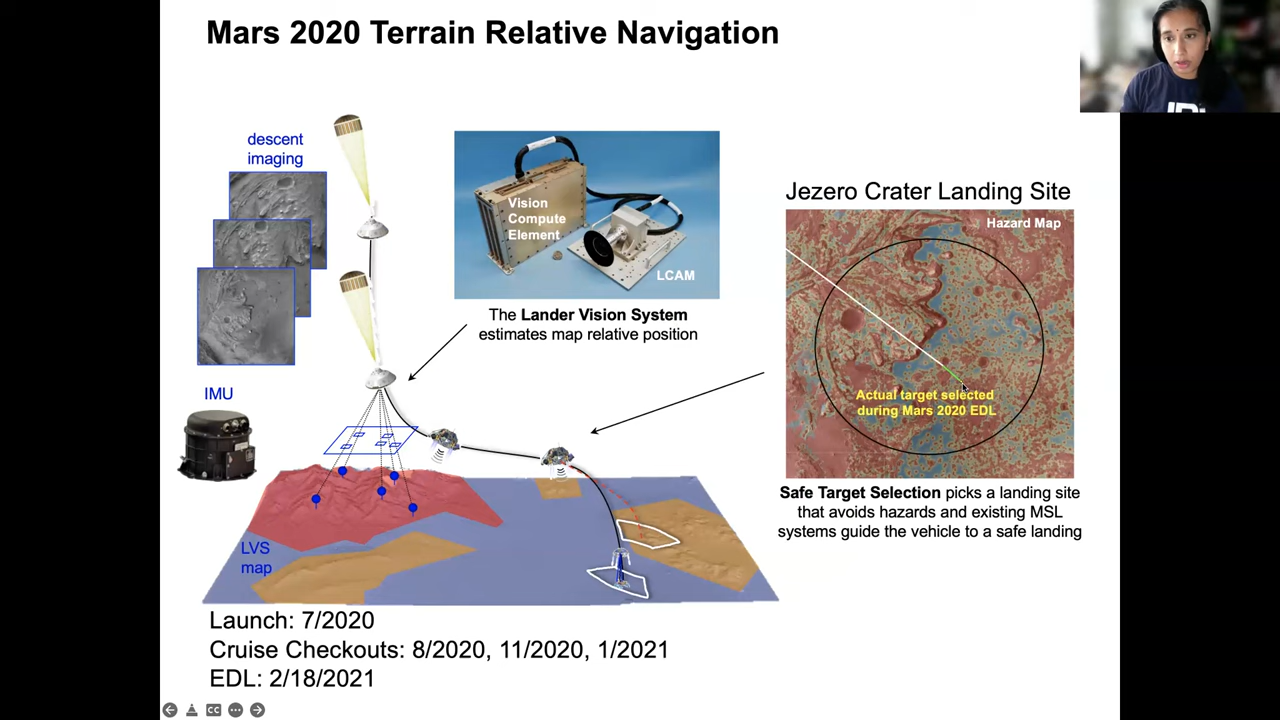 Mars 2020 Terrain Relative Navigation
descent
imaging
Vision
Compute
Element
LCAM
The Lander Vision System
estimates map relative position
Jezero Crater Landing Site
Hazard Map
Actual target selected
during Mars 2020 EDL
Safe Target Selection picks a landing site
that avoids hazards and existing MSL
systems guide the vehicle to a safe landing
IMU
LVS
map
Launch: 7/2020
Cruise Checkouts: 8/2020, 11/2020, 1/2021
EDL: 2/18/2021
CC